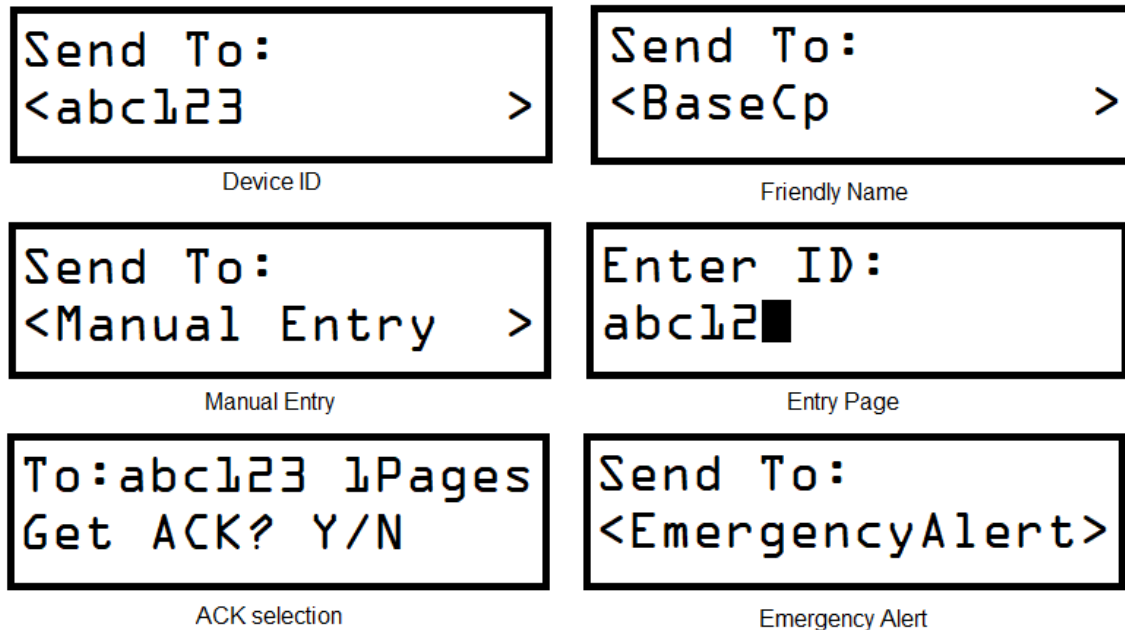 Send To:
<abc123 >
Device ID
Send To:
<BaseCp >
Friendly Name
Send To:
<Manual Entry >
Manual Entry
Enter ID:
abc12
Entry Page
To:abc123 1Pages
Get ACK? Y/N
ACK selection
Send To:
<EmergencyAlert>
Emergency Alert